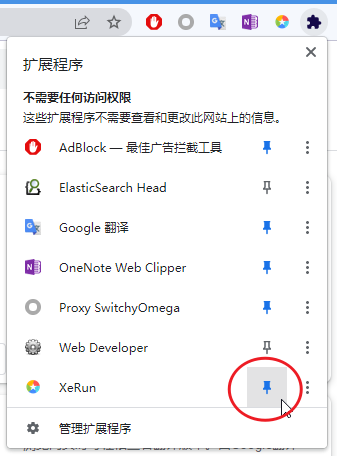 扩展程序
不需要任何访问权限
这些扩展程序不需要查看和更改此网站上的信息。
AdBlock — 最佳广告拦截工具
ElasticSearch Head
Google 翻译
OneNote Web Clipper
Proxy SwitchyOmega
Web Developer
XeRun
管理扩展程序